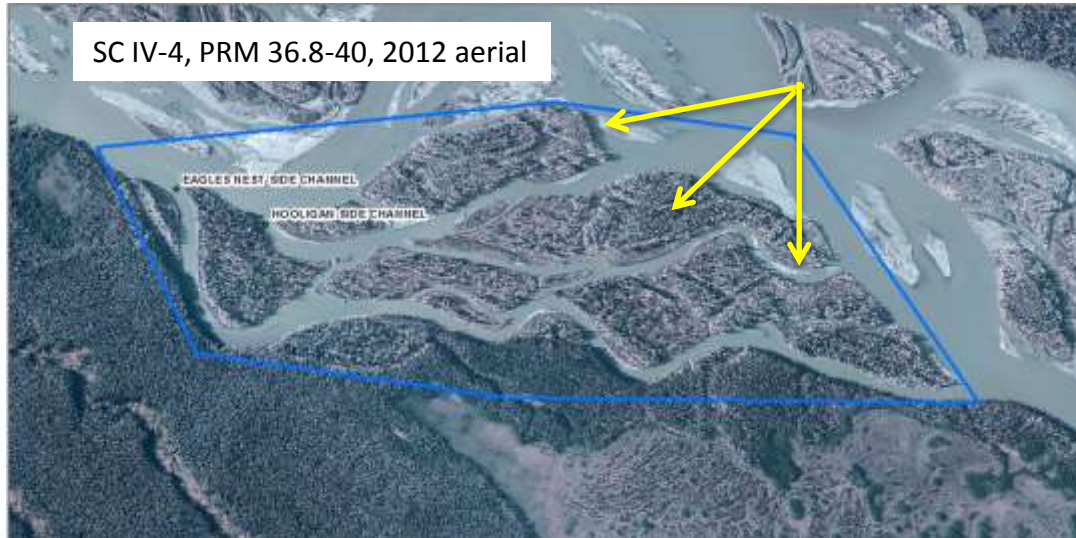 SC IV-4, PRM 36.8-40, 2012 aerial
EAGLES NEST SIDE CHANNEL
HOOLIGAN SIDE CHANNEL